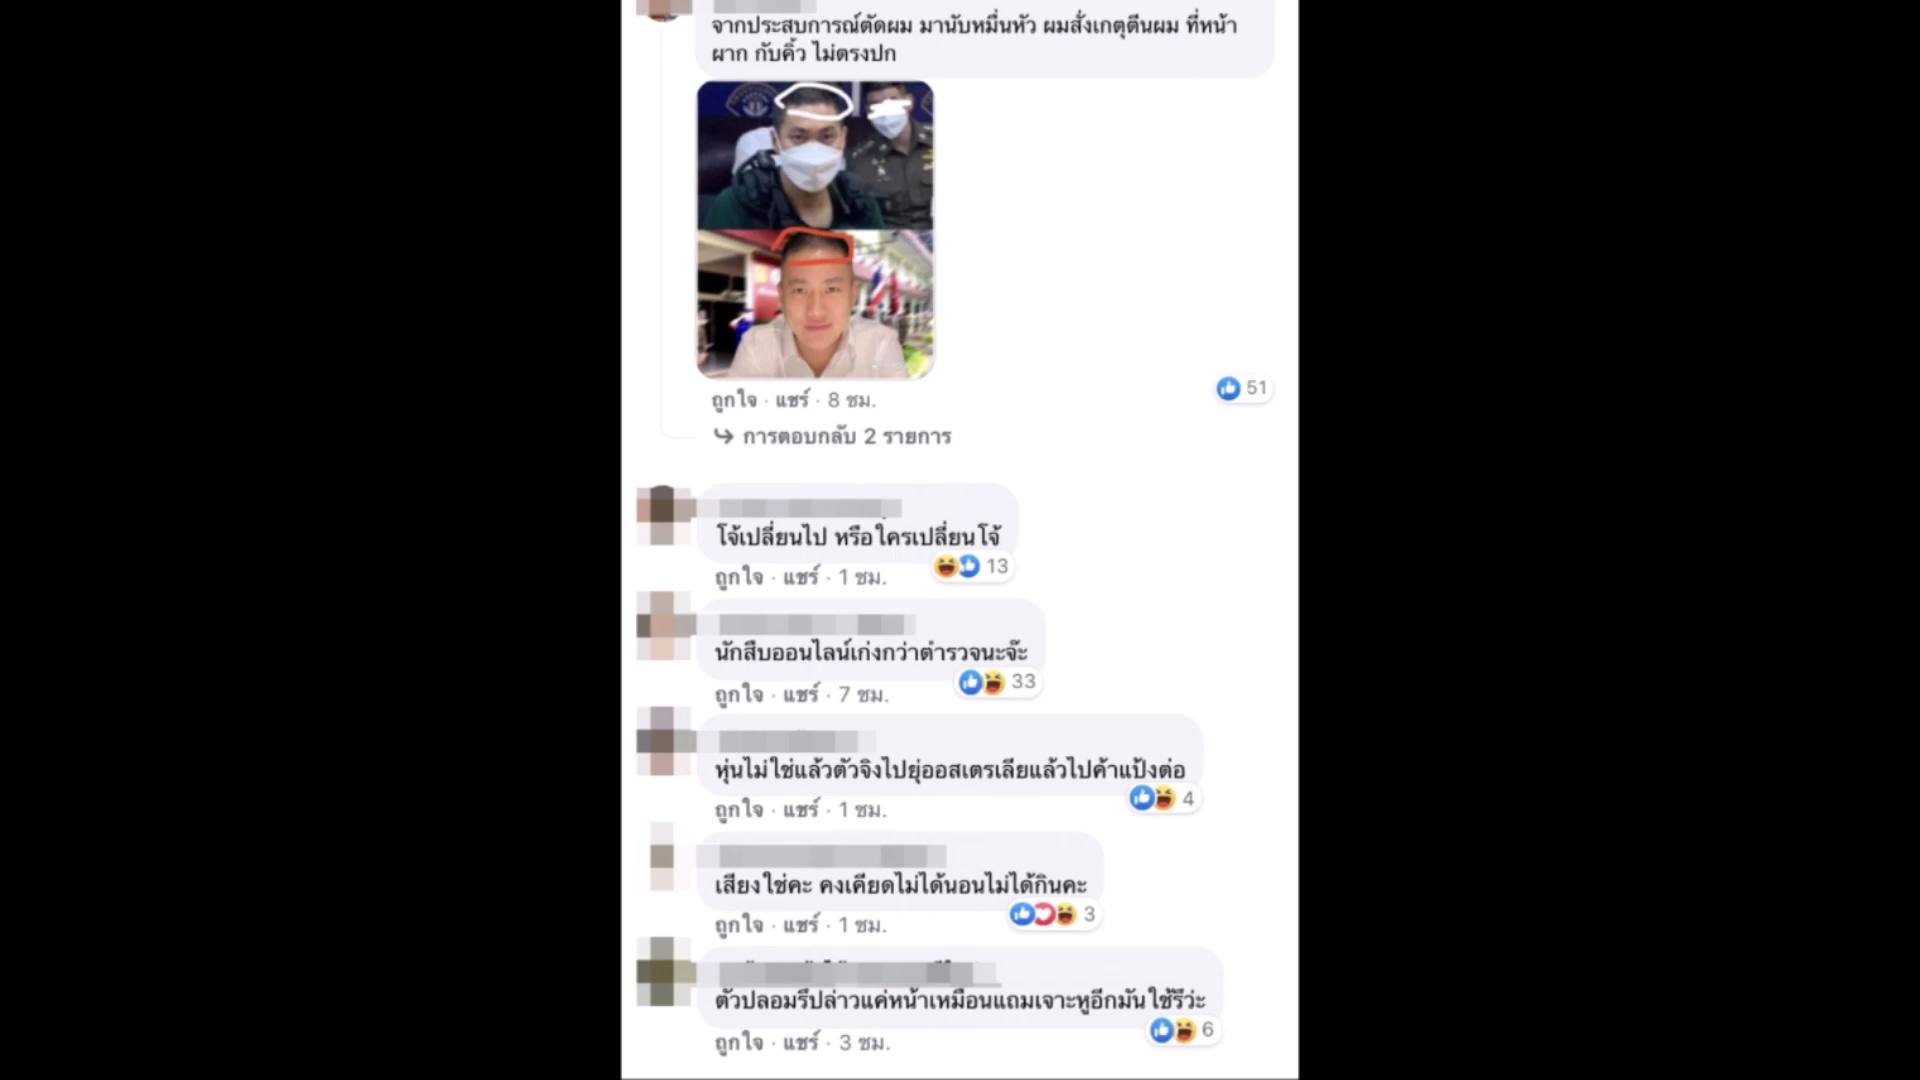 จากประสบการณ์ตัดผม มานับหมื่นหัว ผมสั่งเกตุตีนผม ที่หน้า
ผาก กับคิ้ว ไม่ตรงปก
ถูกใจ · แชร์ · 8 ชม.
51
การตอบกลับ 2 รายการ
โจ้เปลี่ยนไป หรือใครเปลี่ยนโจ้
ถูกใจ · แชร์ · 1 ชม.
13
นักสืบออนไลน์เก่งกว่าตำรวจนะจ๊ะ
ถูกใจ · แชร์ · 7 ชม.
33
หุ่นไม่ใช่แล้วตัวจิงไปยุ่ออสเตรเลียแล้วไปค้าแป้งต่อ
ถูกใจ · แชร์ · 1 ชม.
4
เสียงใช่คะ คงเคียดไม่ได้นอนไม่ได้กินคะ
ถูกใจ · แชร์ · 1 ชม.
3
ตัวปลอมรึปล่าวแค่หน้าเหมือนแถมเจาะหูอีกมันใช้รึว่ะ
ถูกใจ · แชร์ · 3 ชม.
6